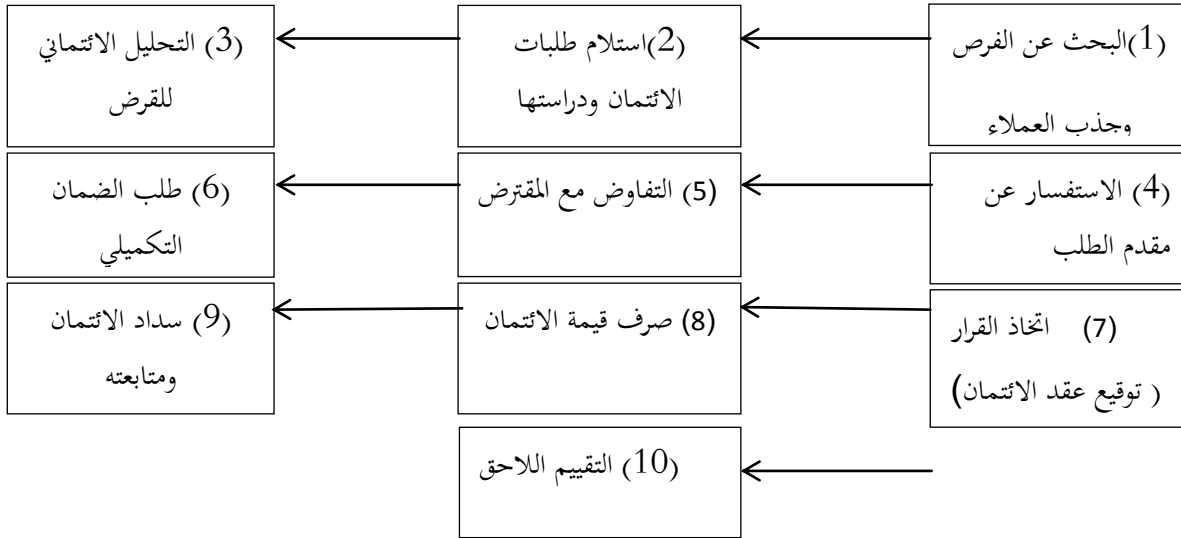 (1)البحث عن الفرص
وجذب العملاء
(2)استلام طلبات
الائتمان ودراستها
(3) التحليل الائتماني
للقرض
(4) الاستفسار عن
مقدم الطلب
(5) التفاوض مع المقترض
(6) طلب الضمان
التكميلي
(7) اتخاذ القرار
( توقيع عقد الائتمان)
(8) صرف قيمة الائتمان
(9) سداد الائتمان
ومتابعته
(10) التقييم اللاحق